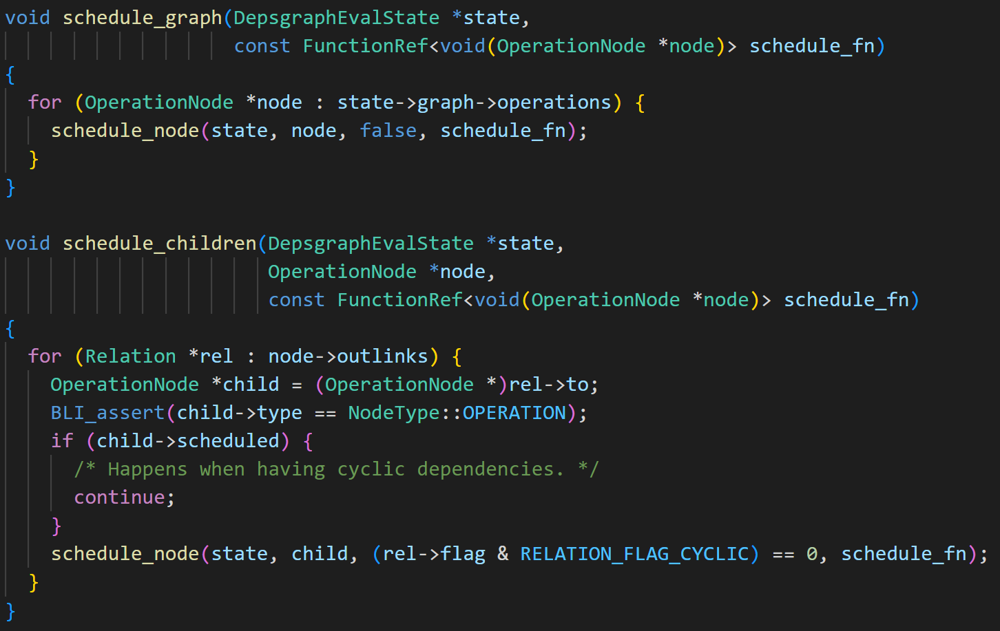 void schedule_graph(DepsgraphEvalState *state,
                    const FunctionRef<void(OperationNode *node)> schedule_fn)
{
  for (OperationNode *node : state->graph->operations) {
    schedule_node(state, node, false, schedule_fn);
  }
}

void schedule_children(DepsgraphEvalState *state,
                       OperationNode *node,
                       const FunctionRef<void(OperationNode *node)> schedule_fn)
{
  for (Relation *rel : node->outlinks) {
    OperationNode *child = (OperationNode *)rel->to;
    BLI_assert(child->type == NodeType::OPERATION);
    if (child->scheduled) {
      /* Happens when having cyclic dependencies. */
      continue;
    }
    schedule_node(state, child, (rel->flag & RELATION_FLAG_CYCLIC) == 0, schedule_fn);
  }
}